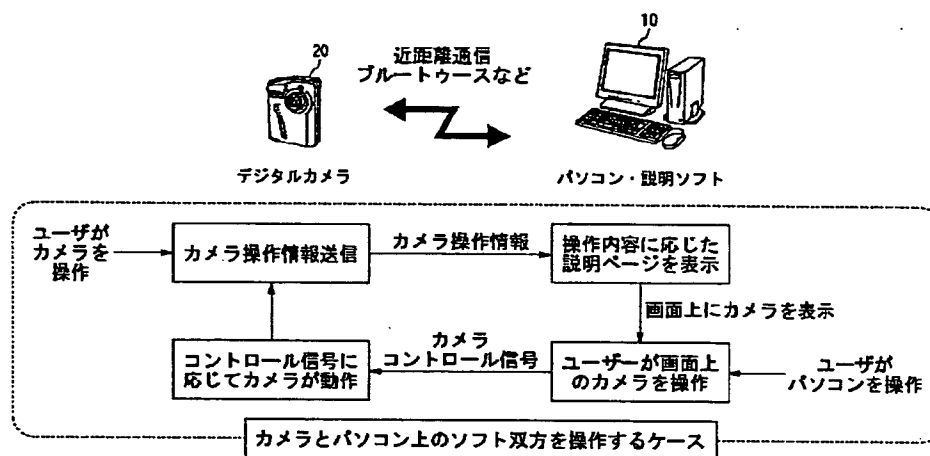 20
近距離通信
ブルートゥースなど
10
デジタルカメラ
パソコン・説明ソフト
ユーザが
カメラを
操作
カメラ操作情報送信
カメラ操作情報
操作内容に応じた
説明ページを表示
画面上にカメラを表示
コントロール信号に
応じてカメラが動作
カメラ
コントロール信号
ユーザーが画面上
のカメラを操作
ユーザが
パソコンを操作
カメラとパソコン上のソフト双方を操作するケース